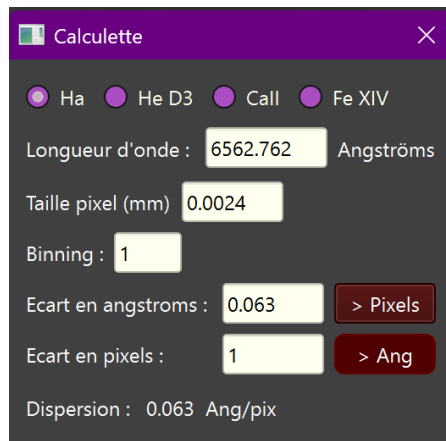 Calculette
Ha He D3 CaII Fe XIV
Longueur d'onde : 6562.762 Angströms
Taille pixel (mm) 0.0024
Binning : 1
Ecart en angstroms : 0.063 > Pixels
Ecart en pixels : 1 > Ang
Dispersion : 0.063 Ang/pix